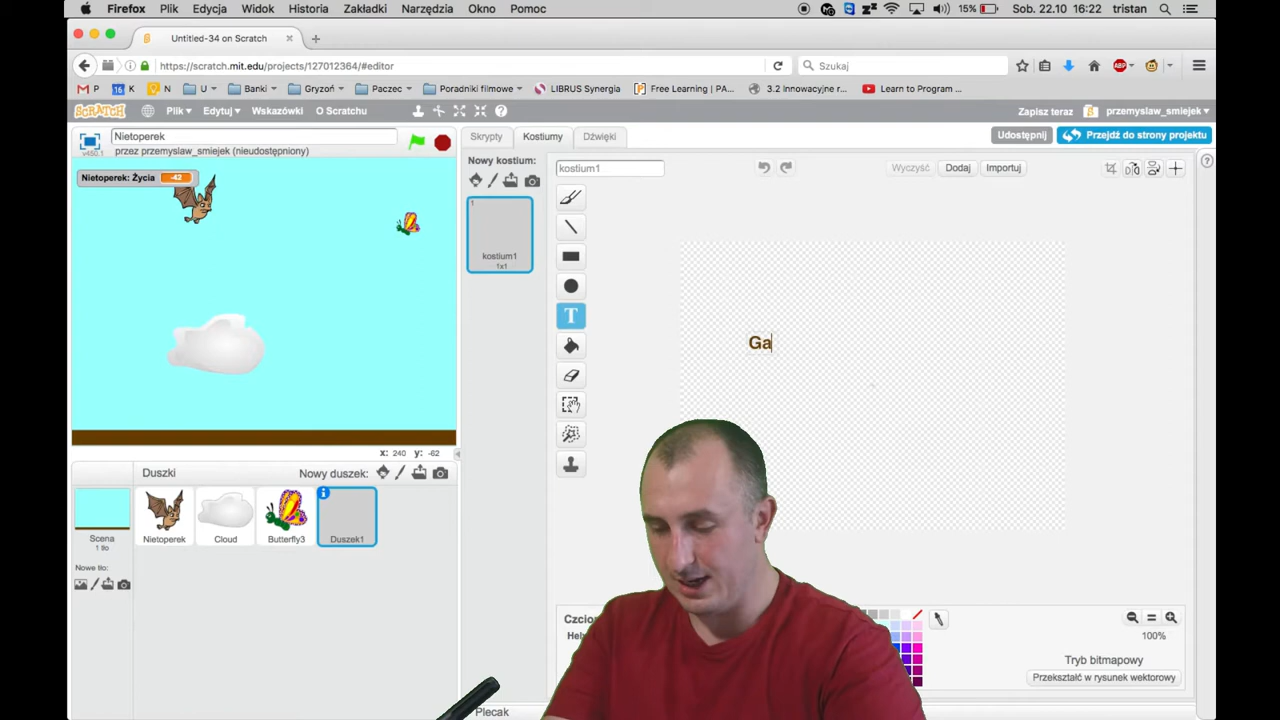 Firefox Plik Edycja Widok Historia Zakładki Narzędzia Okno Pomoc 15% Sob. 22.10 16:22 tristan
Untitled-34 on Scratch
https://scratch.mit.edu/projects/127012364/#editor Szukaj
P 16 K N U Banki Gryzoń Paczec Poradniki filmowe LIBRUS Synergia Free Learning | PA... 3.2 Innowacyjne r... Learn to Program ...
SCRATCH Plik Edytuj Wskazówki O Scratchu Zapisz teraz przemyslaw_smiejek
Nietoperek
przez przemyslaw_smiejek (nieudostępniony)
v450.1
Skrypty Kostiumy Dźwięki
Udostępnij Przejdź do strony projektu
Nietoperek: Życia -42
Nowy kostium:
kostium1 Wyczyść Dodaj Importuj
1
kostium1
1x1
T
Ga
x: 240 y: -62
Duszki Nowy duszek:
Scena
1 tło
Nietoperek Cloud Butterfly3 Duszek1
Nowe tło:
100%
Tryb bitmapowy
Przekształć w rysunek wektorowy
Plecak